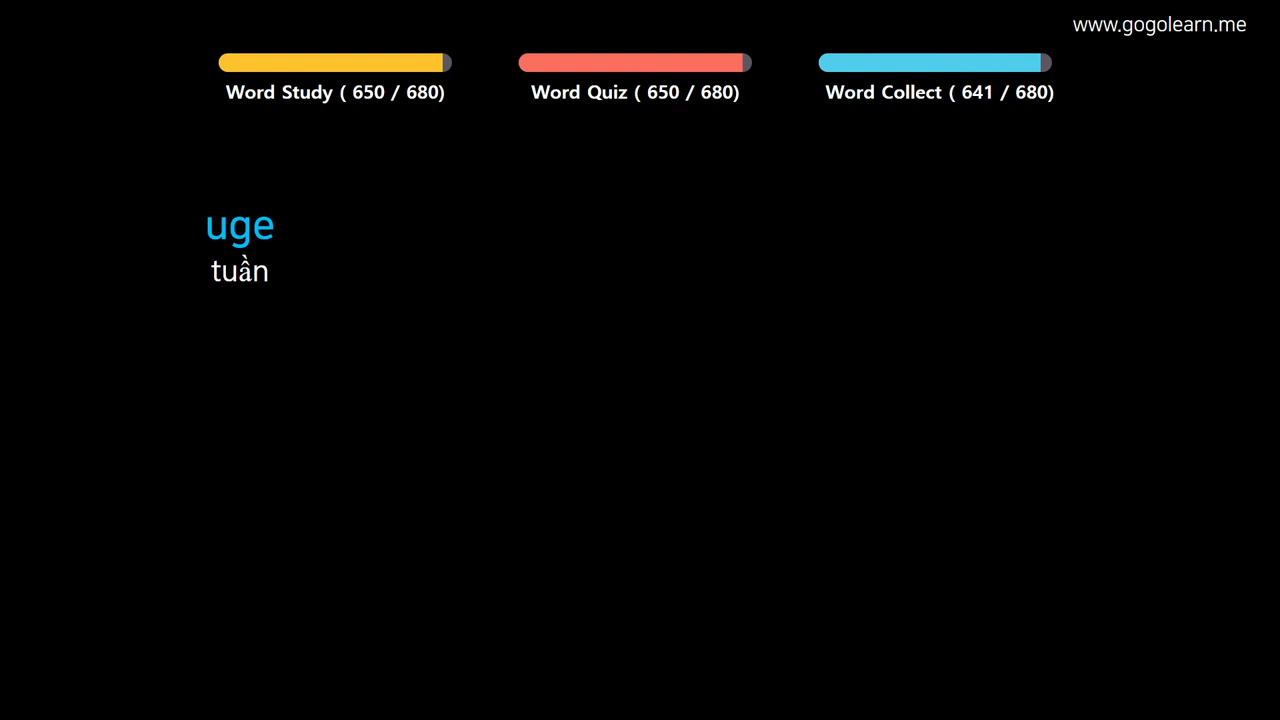 www.gogolearn.me
Word Study ( 650 / 680)
Word Quiz ( 650 / 680)
Word Collect ( 641 / 680)
uge
tuần